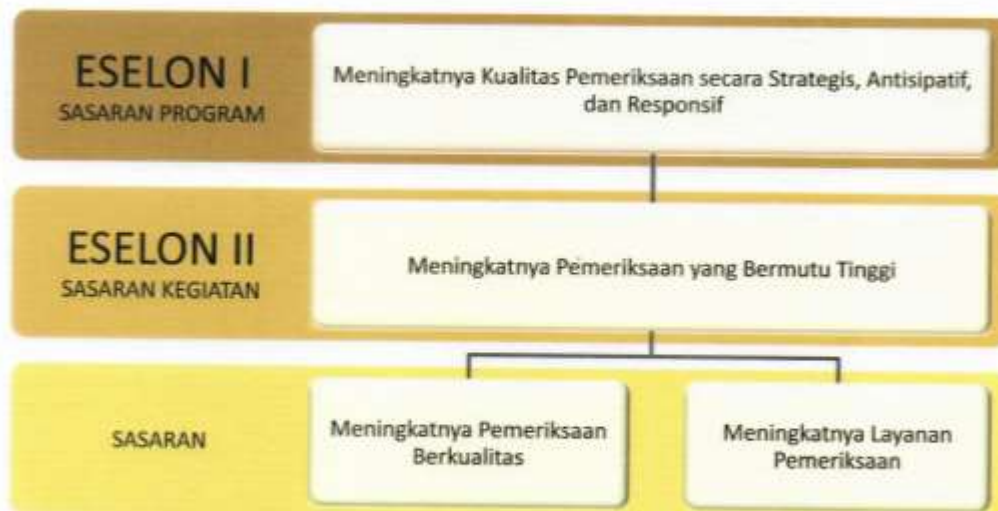 ESELON I
SASARAN PROGRAM
Meningkatnya Kualitas Pemeriksaan secara Strategis, Antisipatif,
dan Responsif
ESELON II
SASARAN KEGIATAN
Meningkatnya Pemeriksaan yang Bermutu Tinggi
SASARAN
Meningkatnya Pemeriksaan
Berkualitas
Meningkatnya Layanan
Pemeriksaan